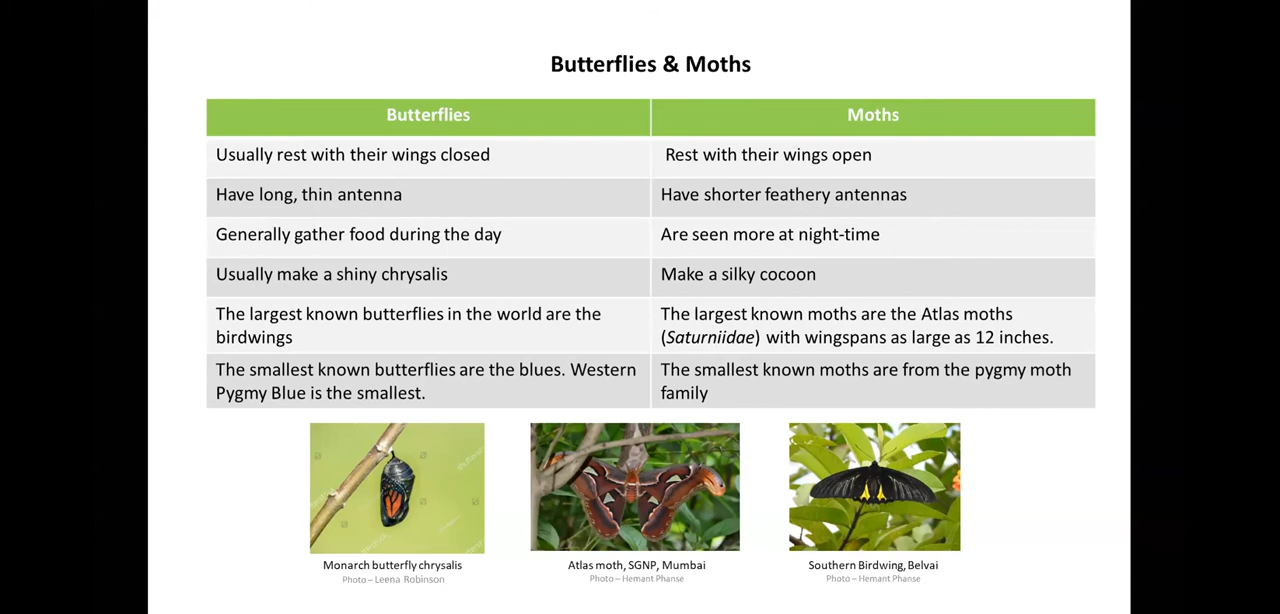 Butterflies & Moths
Butterflies
Moths
Usually rest with their wings closed
Rest with their wings open
Have long, thin antenna
Have shorter feathery antennas
Generally gather food during the day
Are seen more at night-time
Usually make a shiny chrysalis
Make a silky cocoon
The largest known butterflies in the world are the
birdwings
The largest known moths are the Atlas moths
(Saturniidae) with wingspans as large as 12 inches.
The smallest known butterflies are the blues. Western
Pygmy Blue is the smallest.
The smallest known moths are from the pygmy moth
family
Monarch butterfly chrysalis
Photo – Leena Robinson
Atlas moth, SGNP, Mumbai
Photo – Hemant Phanse
Southern Birdwing, Belvai
Photo – Hemant Phanse